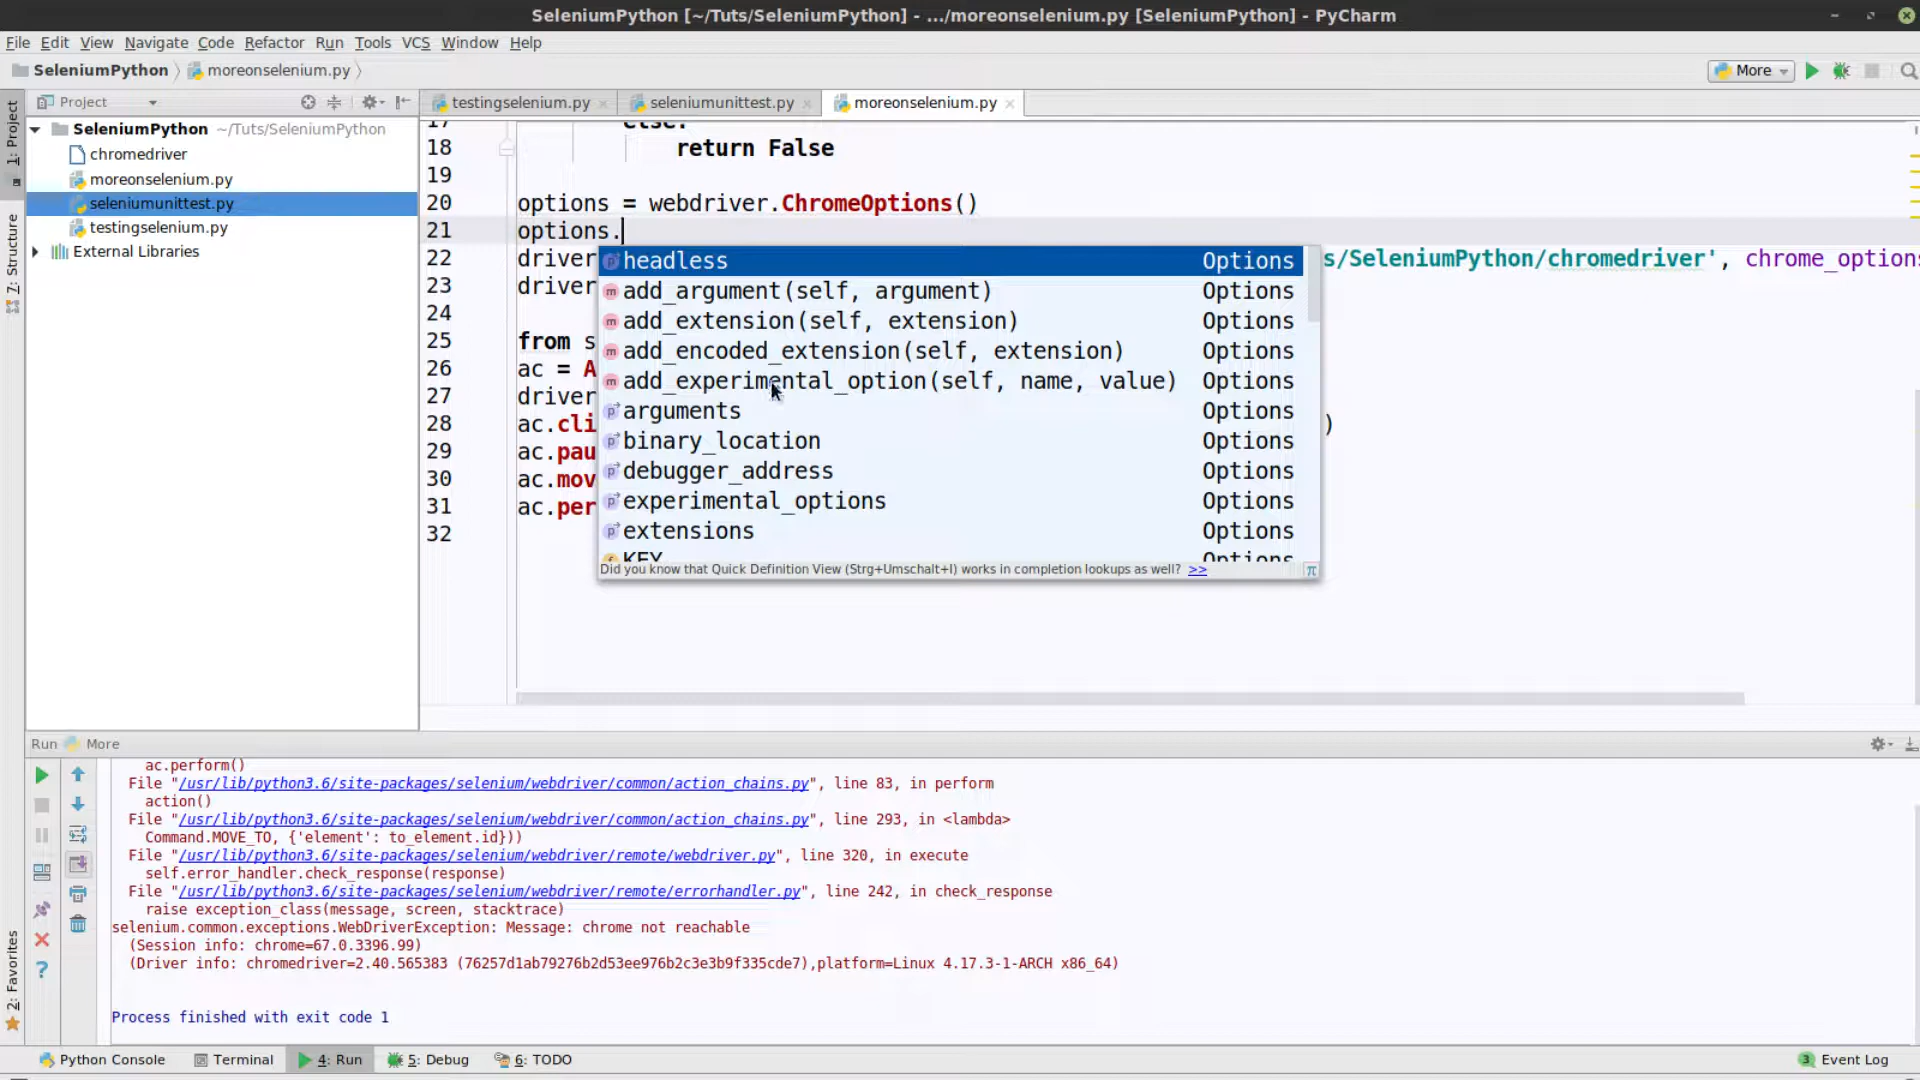 SeleniumPython [~/Tuts/SeleniumPython] - .../moreonselenium.py [SeleniumPython] - PyCharm
File Edit View Navigate Code Refactor Run Tools VCS Window Help
SeleniumPython moreonselenium.py More
1: Project
7: Structure
2: Favorites
Project
SeleniumPython ~/Tuts/SeleniumPython
chromedriver
moreonselenium.py
seleniumunittest.py
testingselenium.py
External Libraries
testingselenium.py seleniumunittest.py moreonselenium.py
17 else:
18 return False
19
20 options = webdriver.ChromeOptions()
21 options.
22 driver s/SeleniumPython/chromedriver', chrome_options
23 driver
24
25 from s
26 ac = A
27 driver
28 ac.cli )
29 ac.pau
30 ac.mov
31 ac.per
32
headless Options
add_argument(self, argument) Options
add_extension(self, extension) Options
add_encoded_extension(self, extension) Options
add_experimental_option(self, name, value) Options
arguments Options
binary_location Options
debugger_address Options
experimental_options Options
extensions Options
KEY Options
Did you know that Quick Definition View (Strg+Umschalt+I) works in completion lookups as well? >> π
Run More
ac.perform()
File "/usr/lib/python3.6/site-packages/selenium/webdriver/common/action_chains.py", line 83, in perform
action()
File "/usr/lib/python3.6/site-packages/selenium/webdriver/common/action_chains.py", line 293, in <lambda>
Command.MOVE_TO, {'element': to_element.id}))
File "/usr/lib/python3.6/site-packages/selenium/webdriver/remote/webdriver.py", line 320, in execute
self.error_handler.check_response(response)
File "/usr/lib/python3.6/site-packages/selenium/webdriver/remote/errorhandler.py", line 242, in check_response
raise exception_class(message, screen, stacktrace)
selenium.common.exceptions.WebDriverException: Message: chrome not reachable
(Session info: chrome=67.0.3396.99)
(Driver info: chromedriver=2.40.565383 (76257d1ab79276b2d53ee976b2c3e3b9f335cde7),platform=Linux 4.17.3-1-ARCH x86_64)
Process finished with exit code 1
Python Console Terminal 4: Run 5: Debug 6: TODO 3 Event Log